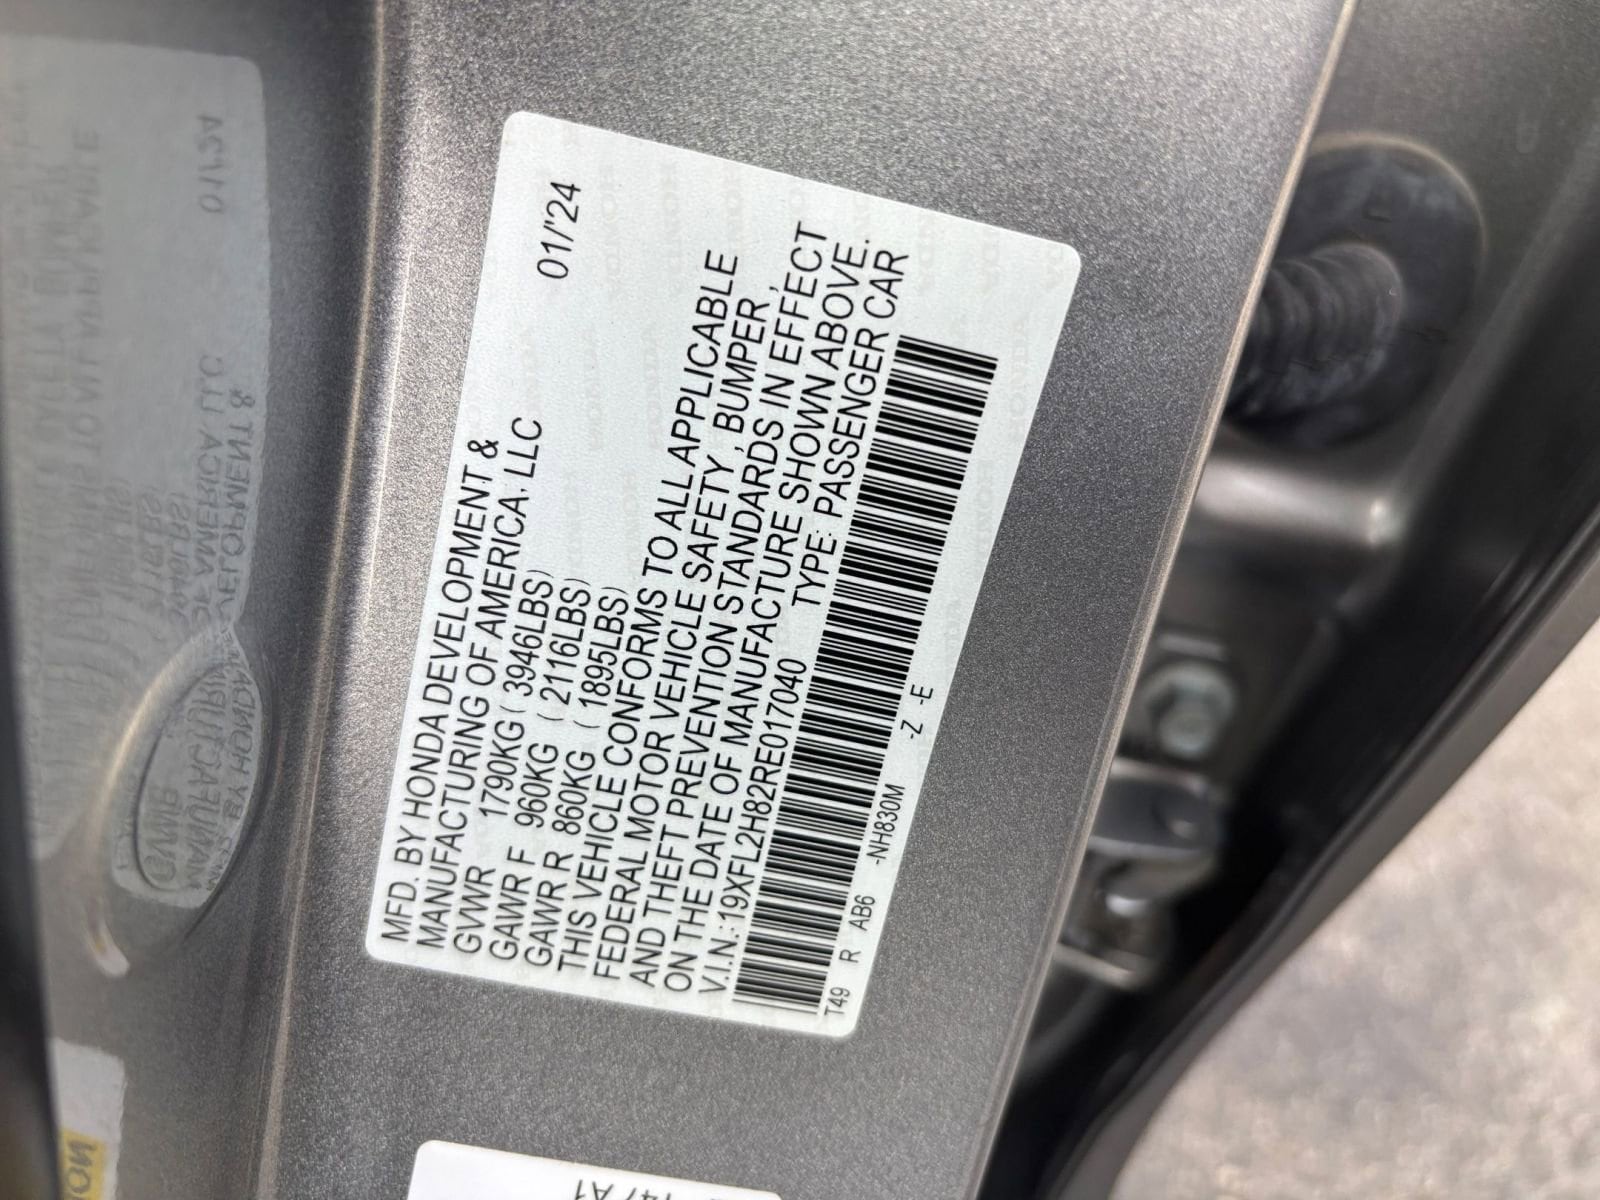 MFD. BY HONDA DEVELOPMENT &
MANUFACTURING OF AMERICA, LLC 01/'24
GVWR 1790KG ( 3946LBS)
GAWR F 960KG ( 2116LBS)
GAWR R 860KG ( 1895LBS)
THIS VEHICLE CONFORMS TO ALL APPLICABLE
FEDERAL MOTOR VEHICLE SAFETY, BUMPER,
AND THEFT PREVENTION STANDARDS IN EFFECT
ON THE DATE OF MANUFACTURE SHOWN ABOVE.
V.I.N.:19XFL2H82RE017040 TYPE: PASSENGER CAR
T49 R AB6 -NH830M -Z -E
147A1